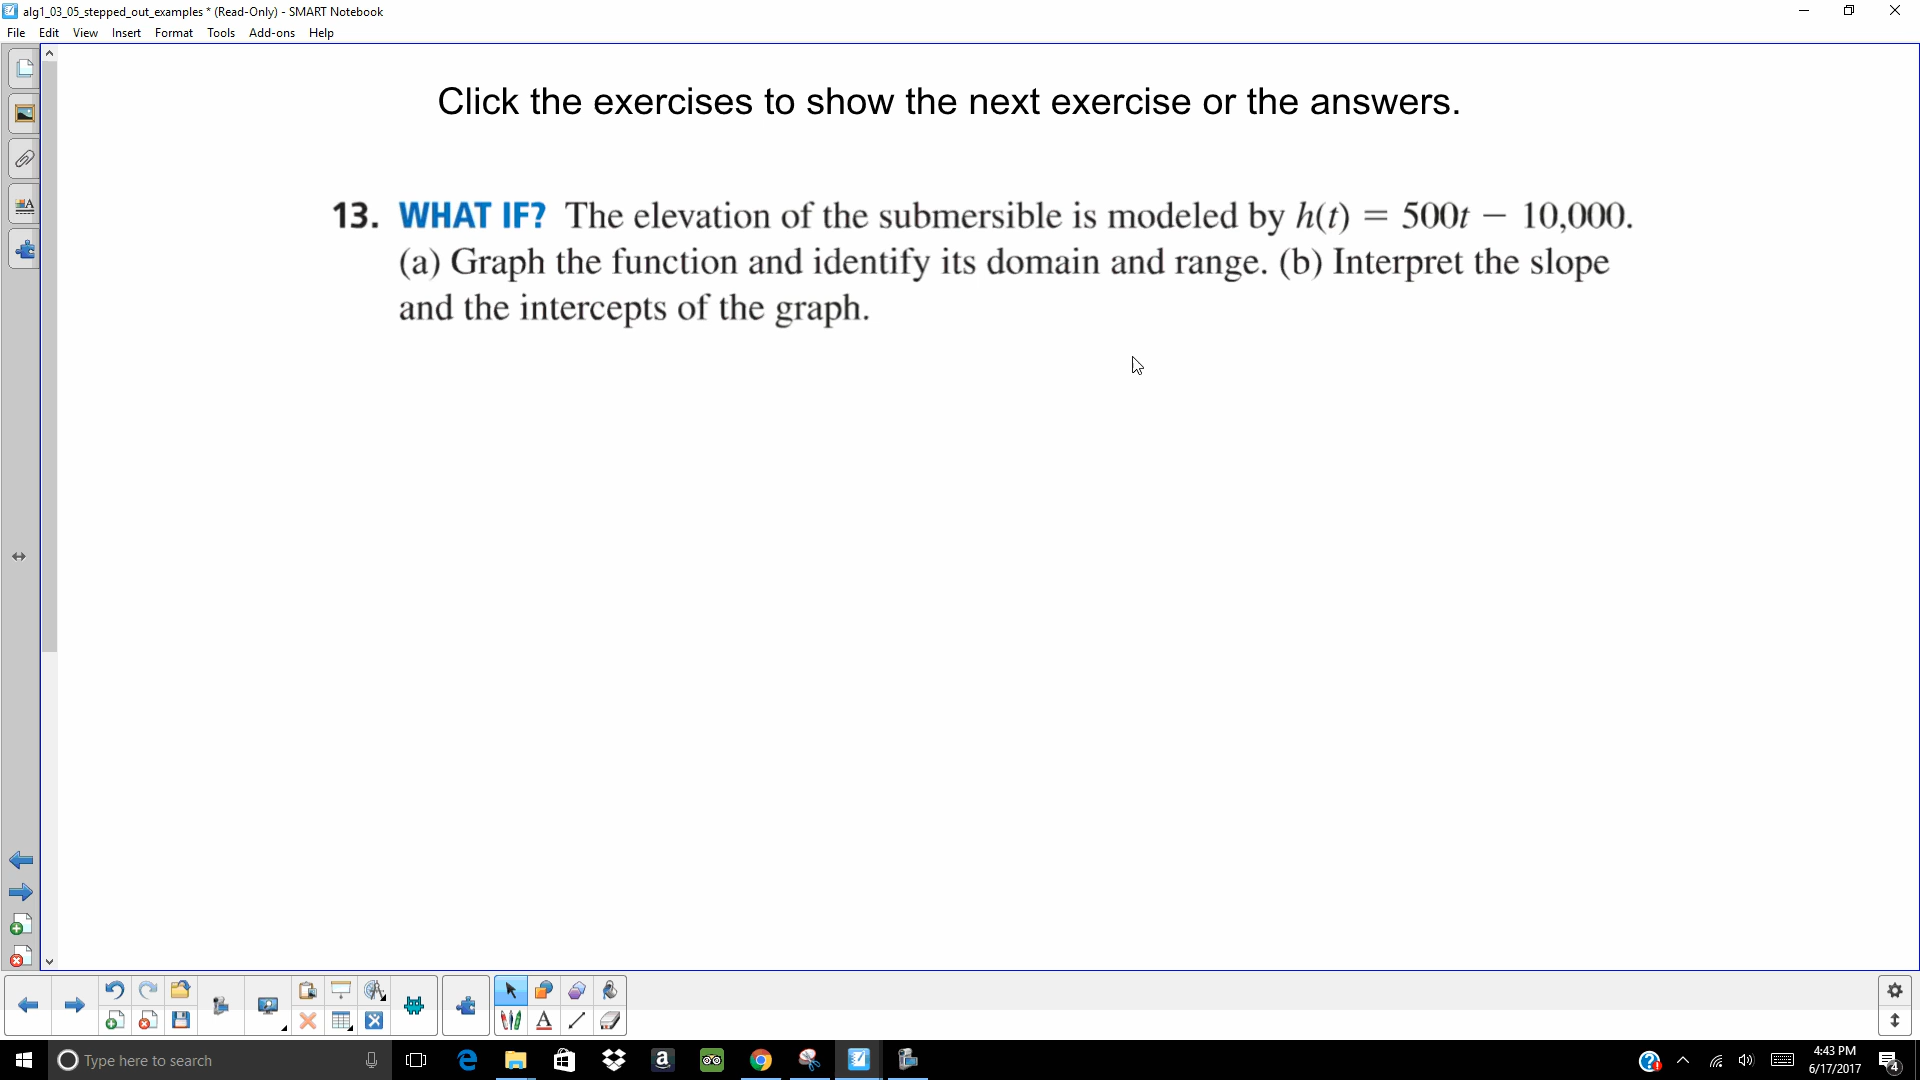 alg1_03_05_stepped_out_examples * (Read-Only) - SMART Notebook
File Edit View Insert Format Tools Add-ons Help
Click the exercises to show the next exercise or the answers.
13. WHAT IF? The elevation of the submersible is modeled by h(t) = 500t − 10,000.
(a) Graph the function and identify its domain and range. (b) Interpret the slope
and the intercepts of the graph.
Type here to search
4:43 PM
6/17/2017
4